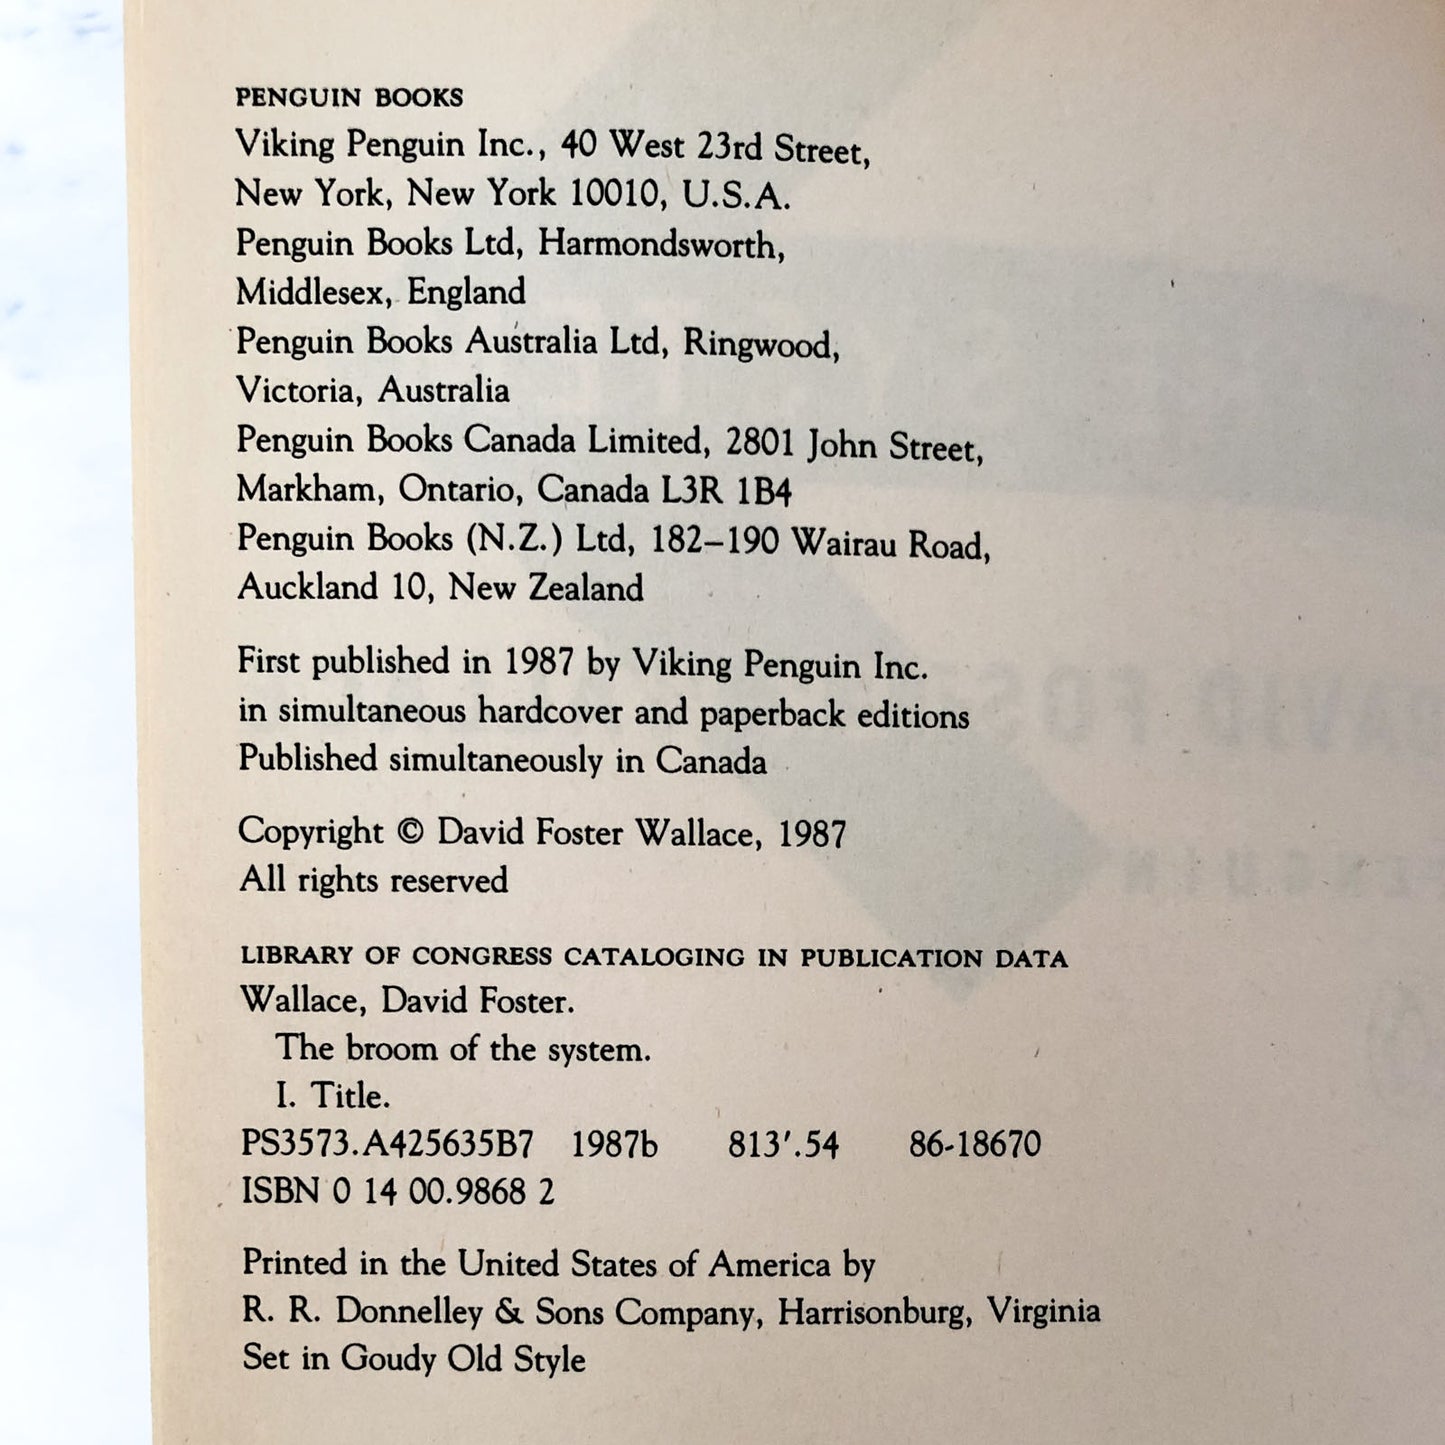 PENGUIN BOOKS
Viking Penguin Inc., 40 West 23rd Street,
New York, New York 10010, U.S.A.
Penguin Books Ltd, Harmondsworth,
Middlesex, England
Penguin Books Australia Ltd, Ringwood,
Victoria, Australia
Penguin Books Canada Limited, 2801 John Street,
Markham, Ontario, Canada L3R 1B4
Penguin Books (N.Z.) Ltd, 182–190 Wairau Road,
Auckland 10, New Zealand
First published in 1987 by Viking Penguin Inc.
in simultaneous hardcover and paperback editions
Published simultaneously in Canada
Copyright © David Foster Wallace, 1987
All rights reserved
LIBRARY OF CONGRESS CATALOGING IN PUBLICATION DATA
Wallace, David Foster.
The broom of the system.
I. Title.
PS3573.A425635B7 1987b 813′.54 86-18670
ISBN 0 14 00.9868 2
Printed in the United States of America by
R. R. Donnelley & Sons Company, Harrisonburg, Virginia
Set in Goudy Old Style